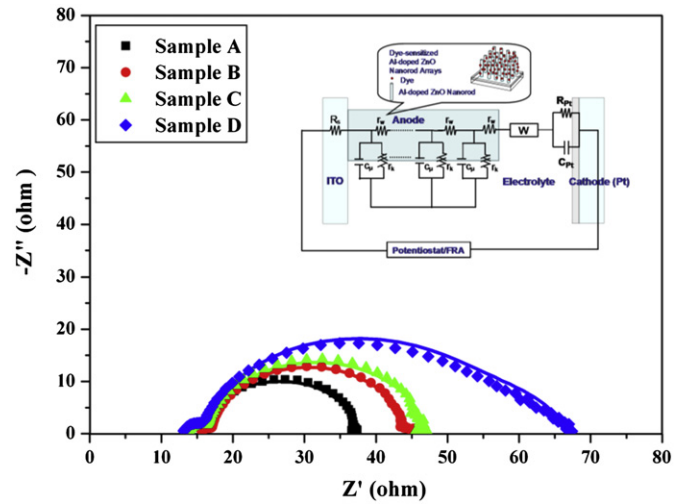 80
70
60
50
40
30
20
10
0
-Z" (ohm )
Sample A
Sample B
Sample C
Sample D
Dye-sensitized
Al-doped ZnO
Nanorod Arrays
Dye
Al-doped ZnO Nanorod
Anode
Rs
rw
rw
rw
W
RPt
CPt
Cμ
rk
Cμ
rk
Cμ
rk
ITO
Electrolyte
Cathode (Pt)
Potentiostat/FRA
0 10 20 30 40 50 60 70 80
Z' (ohm)